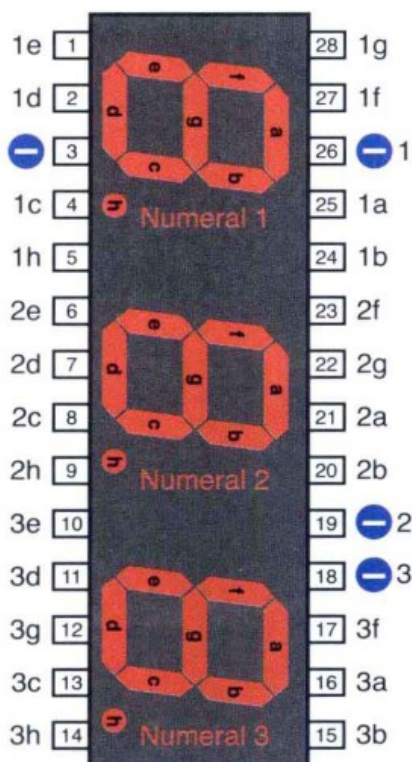 1e 1 28 1g
1d 2 27 1f
− 3 26 − 1
1c 4 25 1a
1h 5 24 1b
2e 6 23 2f
2d 7 22 2g
2c 8 21 2a
2h 9 20 2b
3e 10 19 − 2
3d 11 18 − 3
3g 12 17 3f
3c 13 16 3a
3h 14 15 3b
e f
d g a
c b
h Numeral 1
e f
d g a
c b
h Numeral 2
e f
d g a
c b
h Numeral 3